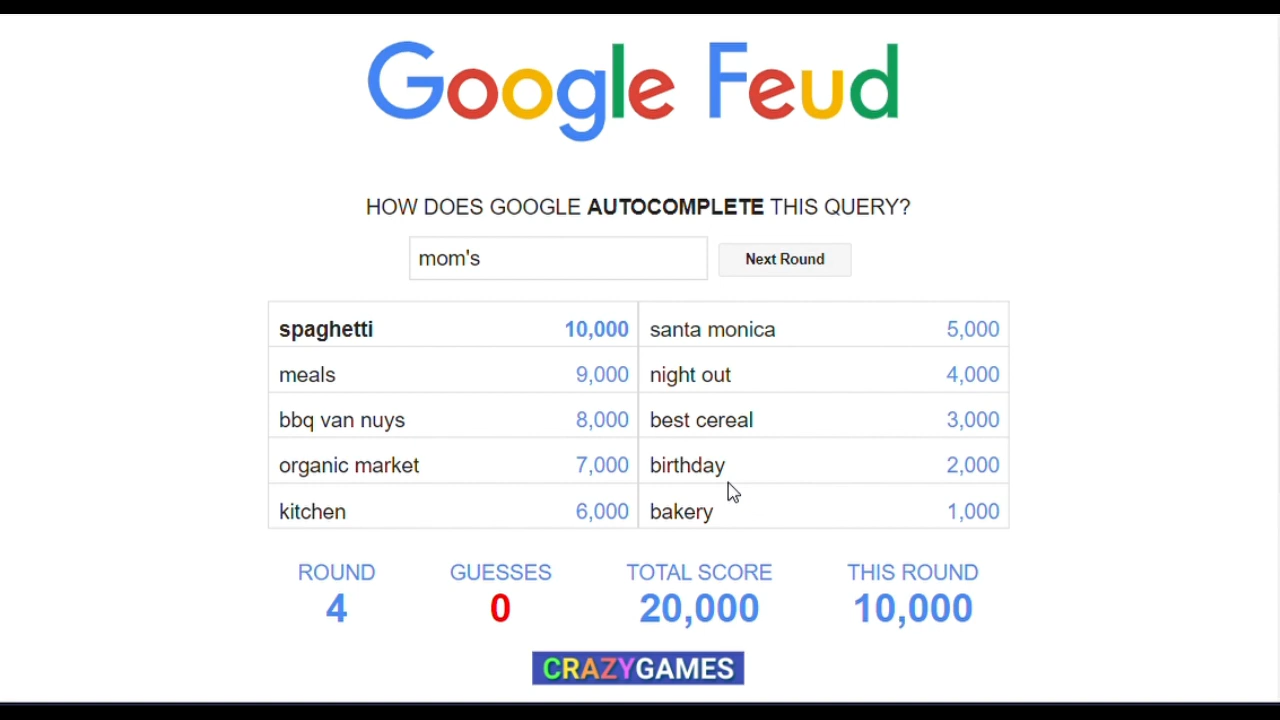 Google Feud
HOW DOES GOOGLE AUTOCOMPLETE THIS QUERY?
mom's
Next Round
spaghetti 10,000 santa monica 5,000
meals 9,000 night out 4,000
bbq van nuys 8,000 best cereal 3,000
organic market 7,000 birthday 2,000
kitchen 6,000 bakery 1,000
ROUND GUESSES TOTAL SCORE THIS ROUND
4 0 20,000 10,000
CRAZYGAMES